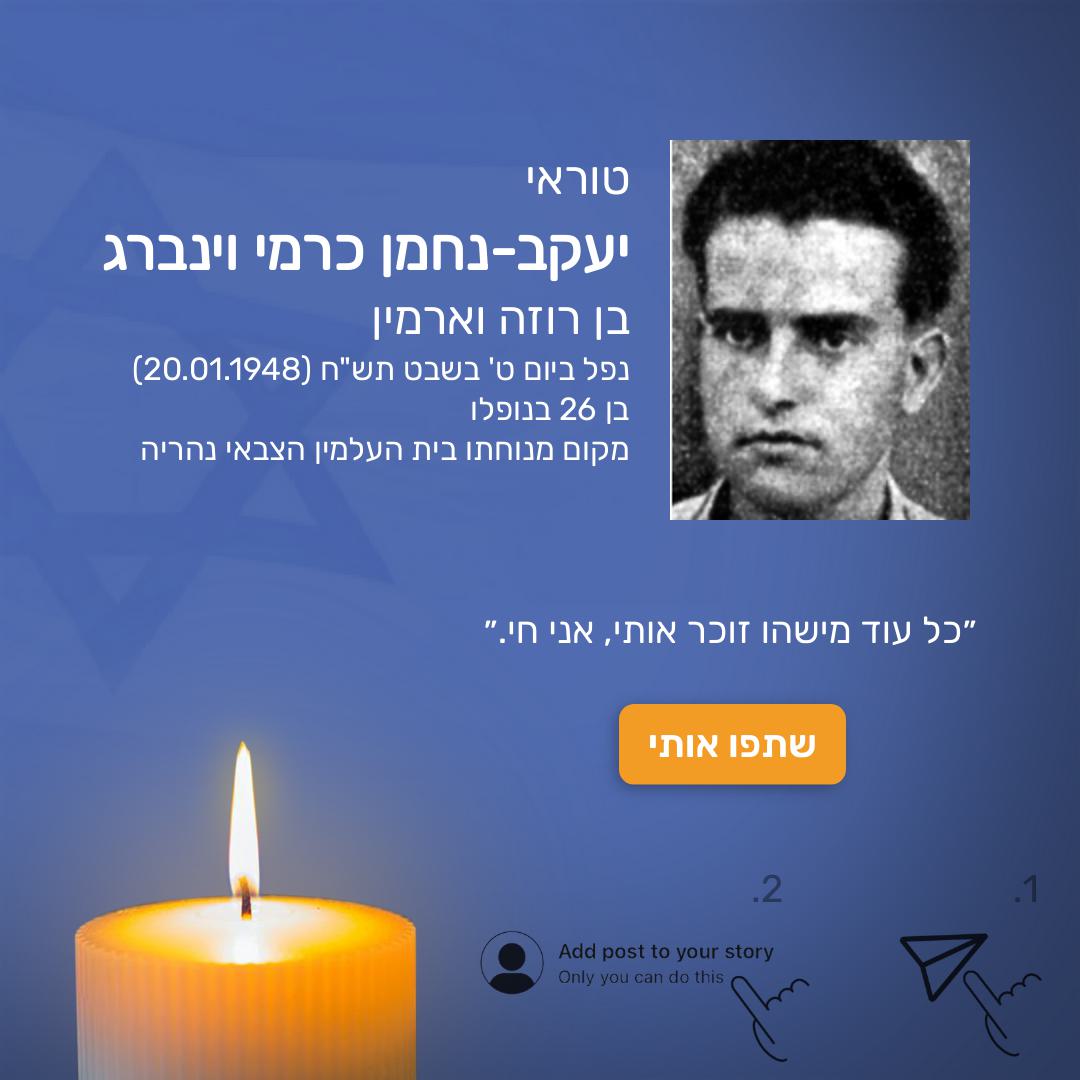 טוראי
יעקב-נחמן כרמי וינברג
בן רוזה וארמין
נפל ביום ט' בשבט תש"ח (20.01.1948)
בן 26 בנופלו
מקום מנוחתו בית העלמין הצבאי נהריה
״כל עוד מישהו זוכר אותי, אני חי.״
שתפו אותי
.1
.2
Add post to your story
Only you can do this